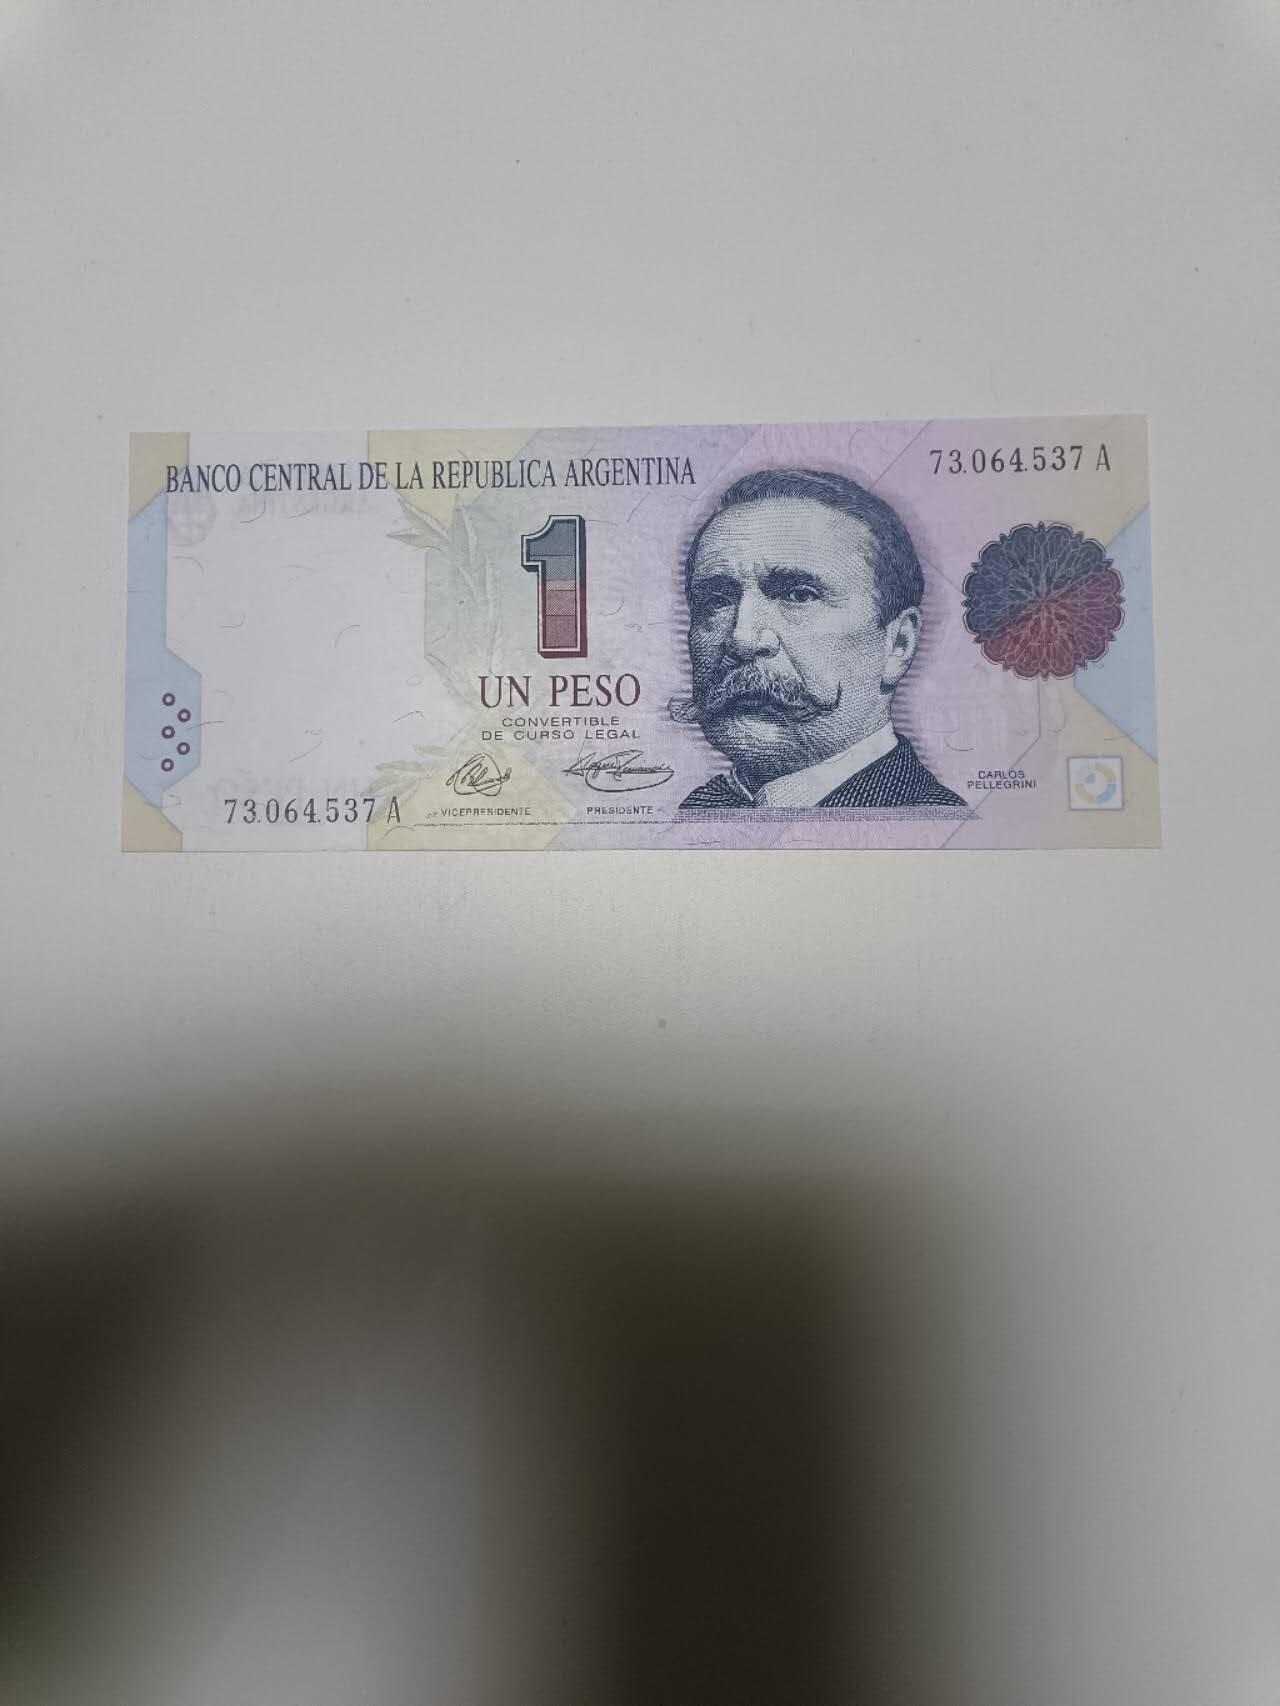 BANCO CENTRAL DE LA REPUBLICA ARGENTINA
73.064.537 A
1
UN PESO
CONVERTIBLE
DE CURSO LEGAL
CARLOS
PELLEGRINI
73.064.537 A
VICEPRESIDENTE
PRESIDENTE